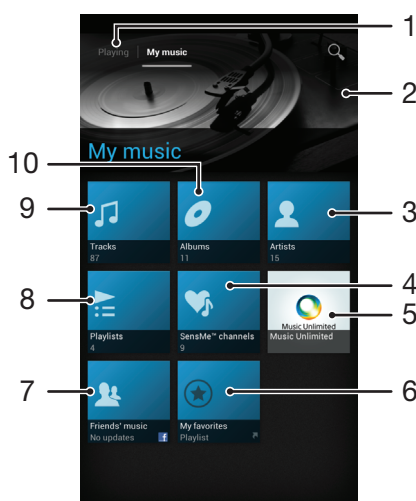 1
Playing | My music
2
My music
10
9
Tracks
87
Albums
11
Artists
15
3
8
Playlists
4
SensMe™ channels
9
Music Unlimited
Music Unlimited
4
5
7
Friends' music
No updates
f
My favorites
Playlist
6